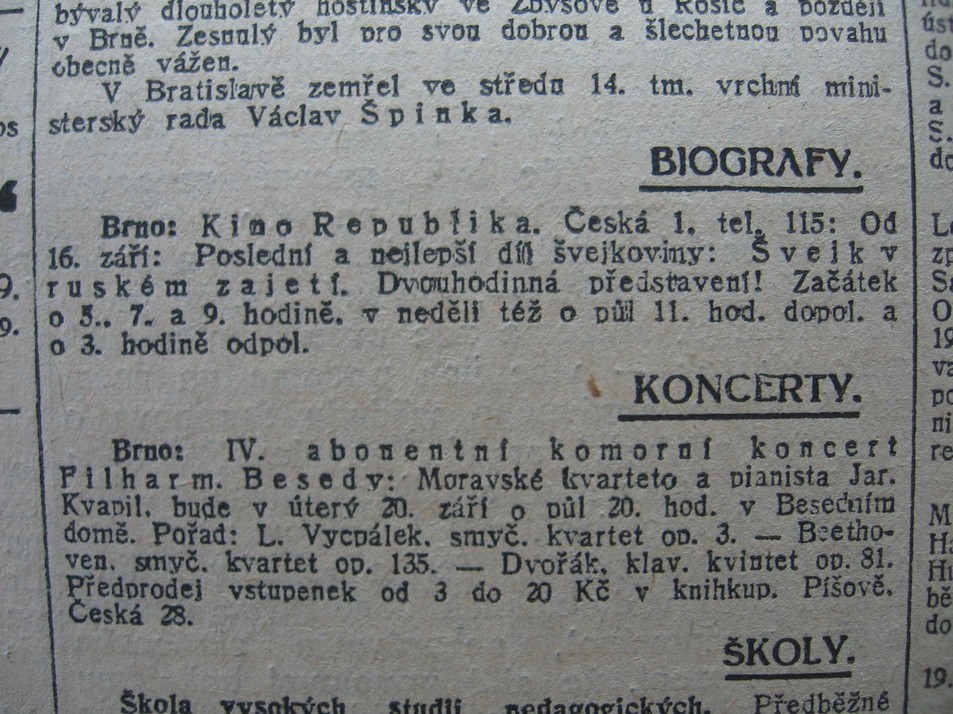 bývalý dlouholetý hostinský ve Zbýšově u Rosic a později
v Brně. Zesnulý byl pro svou dobrou a šlechetnou povahu
obecně vážen.
V Bratislavě zemřel ve středu 14. tm. vrchní mini-
sterský rada Václav Špinka.
BIOGRAFY.
Brno: Kino Republika. Česká 1. tel. 115: Od
16. září: Poslední a nejlepší díl švejkoviny: Švejk v
ruském zajetí. Dvouhodinná představení! Začátek
o 5., 7. a 9. hodině, v neděli též o půl 11. hod. dopol. a
o 3. hodině odpol.
KONCERTY.
Brno: IV. abonentní komorní koncert
Filharm. Besedy: Moravské kvarteto a pianista Jar.
Kvapil, bude v úterý 20. září o půl 20. hod. v Besedním
domě. Pořad: L. Vycpálek, smyč. kvartet op. 3. — Beetho-
ven, smyč. kvartet op. 135. — Dvořák, klav. kvintet op. 81.
Předprodej vstupenek od 3 do 20 Kč v knihkup. Píšově,
Česká 28.
ŠKOLY.
Škola vysokých studií pedagogických. Předběžné